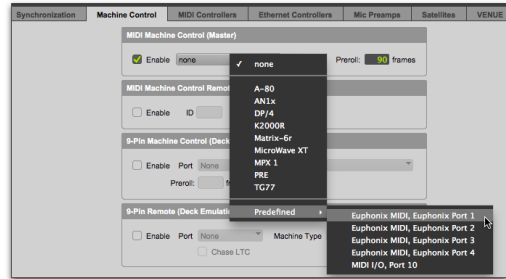 Synchronization Machine Control MIDI Controllers Ethernet Controllers Mic Preamps Satellites VENUE
MIDI Machine Control (Master)
Enable none Preroll: 90 frames
✓ none
A-80
MIDI Machine Control Remo
AN1x
Enable ID
DP/4
K2000R
Matrix-6r
9-Pin Machine Control (Deck
MicroWave XT
Enable Port None
MPX 1
PRE
Preroll:
TG77
9-Pin Remote (Deck Emulati
Predefined
Euphonix MIDI, Euphonix Port 1
Euphonix MIDI, Euphonix Port 2
Enable Port None Machine Type
Euphonix MIDI, Euphonix Port 3
Chase LTC
Euphonix MIDI, Euphonix Port 4
MIDI I/O, Port 10